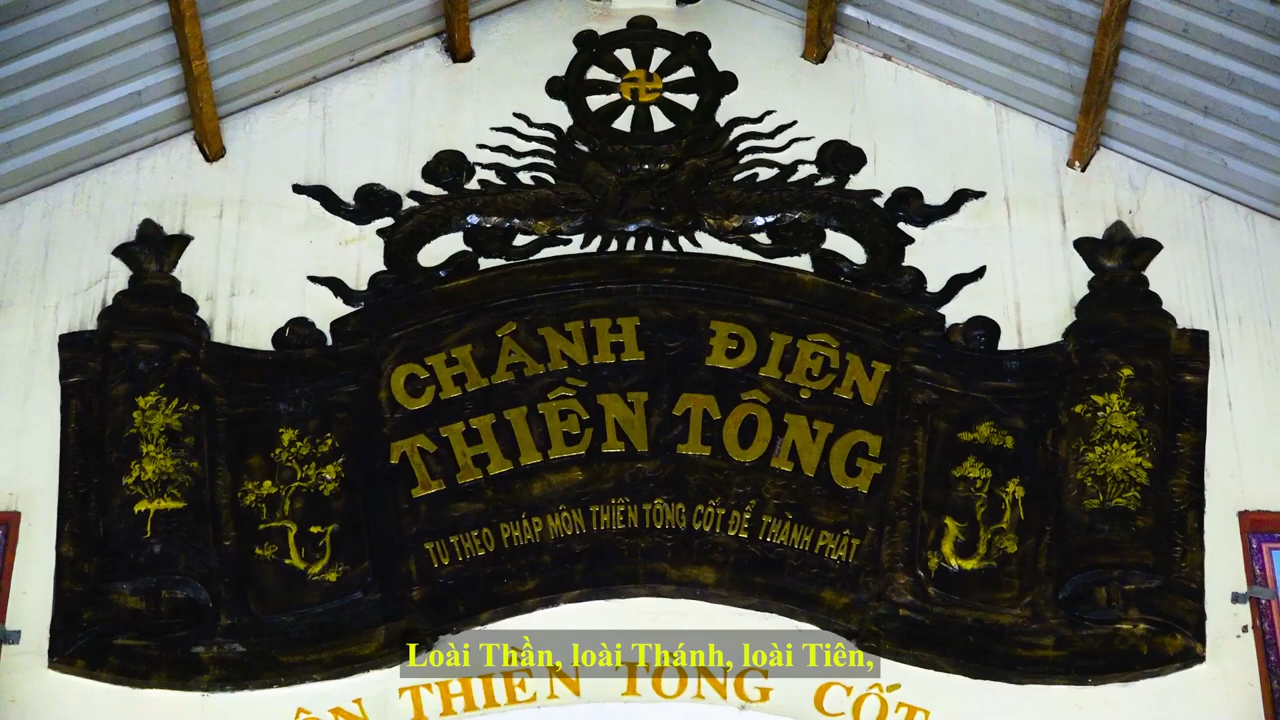 CHÁNH ĐIỆN
THIỀN TÔNG
TU THEO PHÁP MÔN THIỀN TÔNG CỐT ĐỂ THÀNH PHẬT
Loài Thần, loài Thánh, loài Tiên,
THIỀN TÔNG CỐT